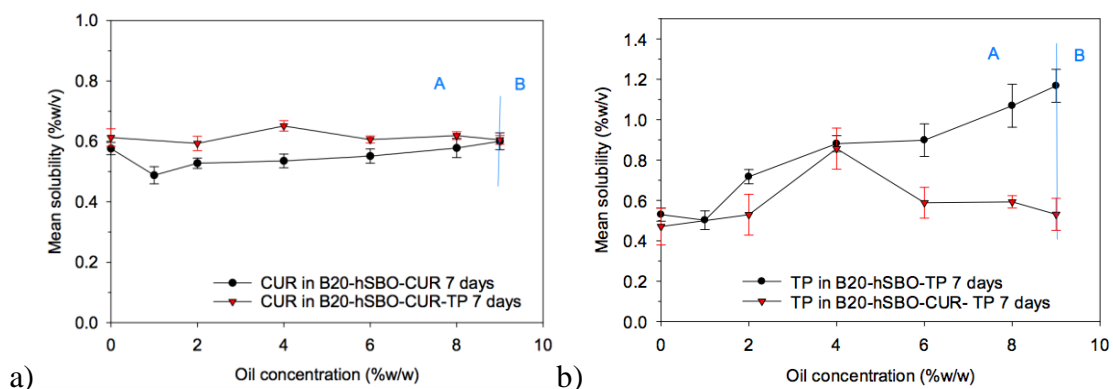 1.0
0.8
0.6
0.4
0.2
0.0
Mean solubility (%w/v)
A B
CUR in B20-hSBO-CUR 7 days
CUR in B20-hSBO-CUR-TP 7 days
0 2 4 6 8 10
Oil concentration (%w/w)
a)
1.4
1.2
1.0
0.8
0.6
0.4
0.2
0.0
Mean solubility (%w/v)
A B
TP in B20-hSBO-TP 7 days
TP in B20-hSBO-CUR- TP 7 days
0 2 4 6 8 10
Oil concentration (%w/w)
b)